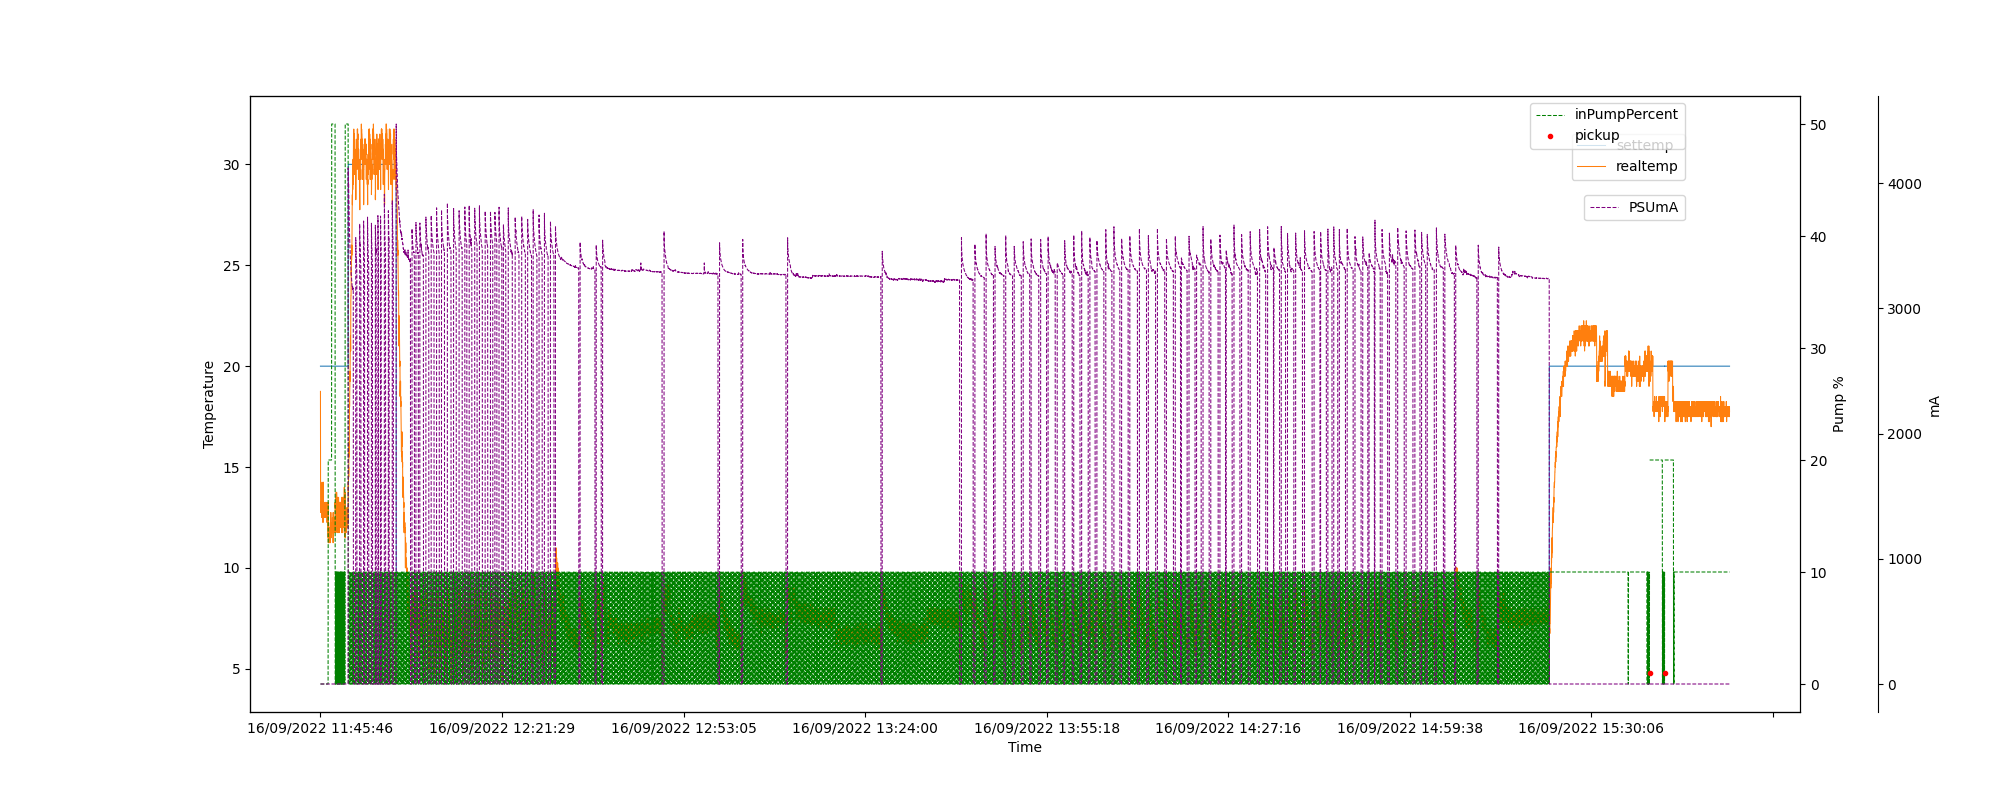 inPumpPercent
pickup
settemp
realtemp
PSUmA
30
25
20
15
10
5
Temperature
50
40
30
20
10
0
Pump %
4000
3000
2000
1000
0
mA
16/09/2022 11:45:46
16/09/2022 12:21:29
16/09/2022 12:53:05
16/09/2022 13:24:00
16/09/2022 13:55:18
16/09/2022 14:27:16
16/09/2022 14:59:38
16/09/2022 15:30:06
Time